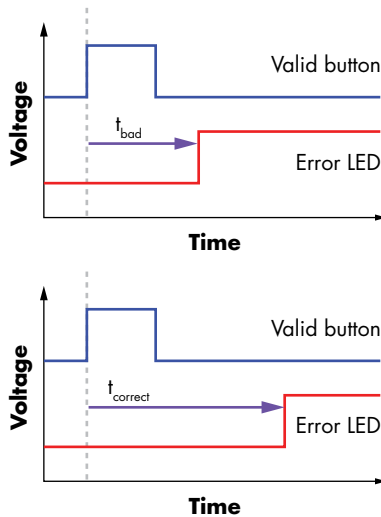 Valid button
t_bad
Error LED
Voltage
Time
Valid button
t_correct
Error LED
Voltage
Time